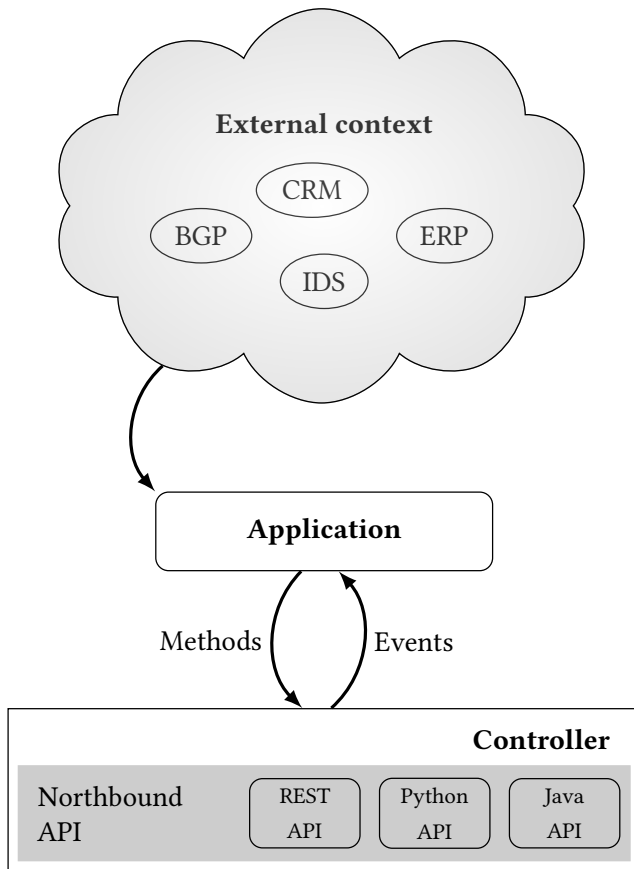 External context
CRM
BGP
ERP
IDS
Application
Methods
Events
Controller
Northbound
API
REST
API
Python
API
Java
API